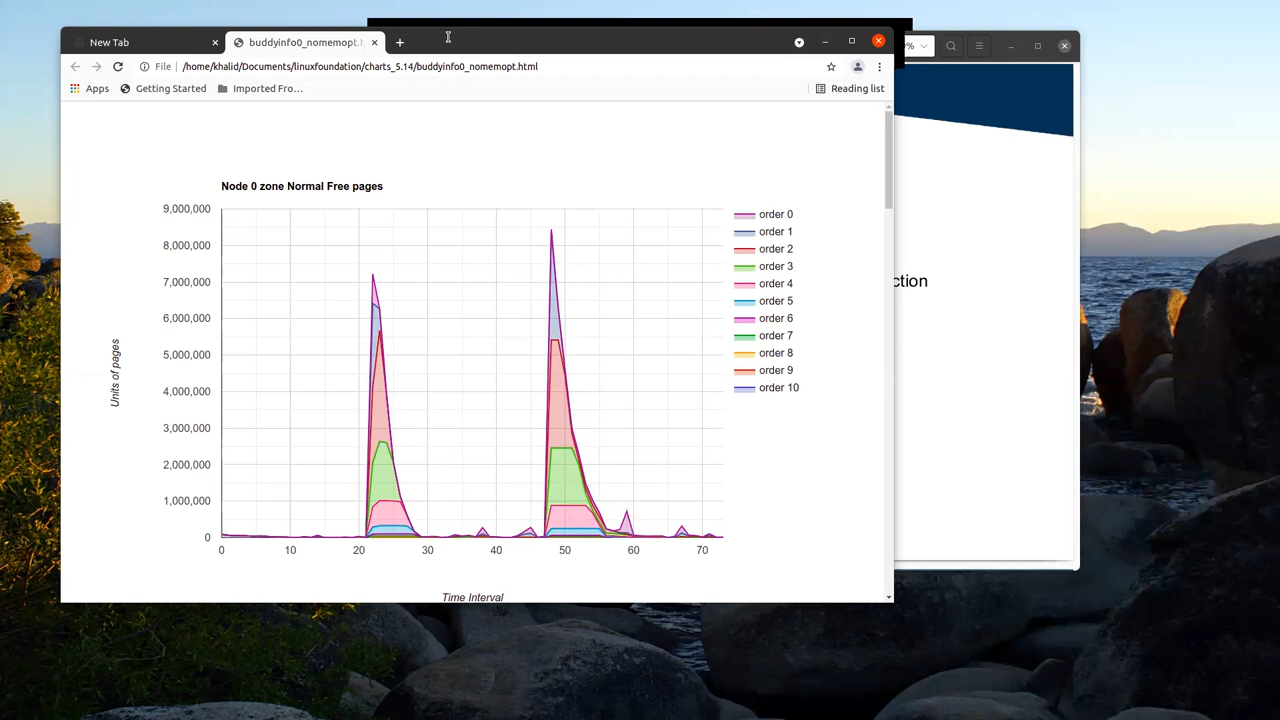 New Tab
buddyinfo0_nomemopt.h
File
/home/khalid/Documents/linuxfoundation/charts_5.14/buddyinfo0_nomemopt.html
Apps
Getting Started
Imported Fro...
Reading list
%
Node 0 zone Normal Free pages
9,000,000
8,000,000
7,000,000
6,000,000
5,000,000
4,000,000
3,000,000
2,000,000
1,000,000
0
Units of pages
0 10 20 30 40 50 60 70
Time Interval
order 0
order 1
order 2
order 3
order 4
order 5
order 6
order 7
order 8
order 9
order 10
ction